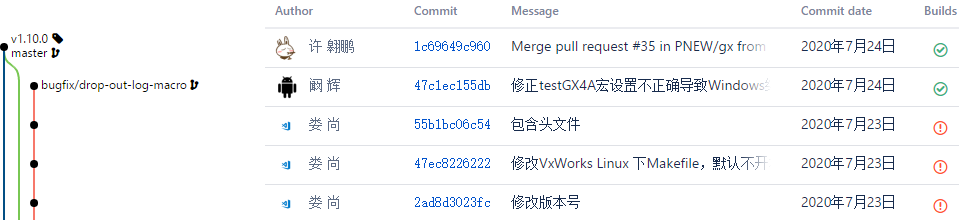 Author Commit Message Commit date Builds
v1.10.0
master
许 翱鹏 1c69649c960 Merge pull request #35 in PNEW/gx from 2020年7月24日
bugfix/drop-out-log-macro 阚 辉 47c1ec155db 修正testGX4A宏设置不正确导致Windows 2020年7月24日
娄 尚 55b1bc06c54 包含头文件 2020年7月23日
娄 尚 47ec8226222 修改VxWorks Linux 下Makefile，默认不开 2020年7月23日
娄 尚 2ad8d3023fc 修改版本号 2020年7月23日